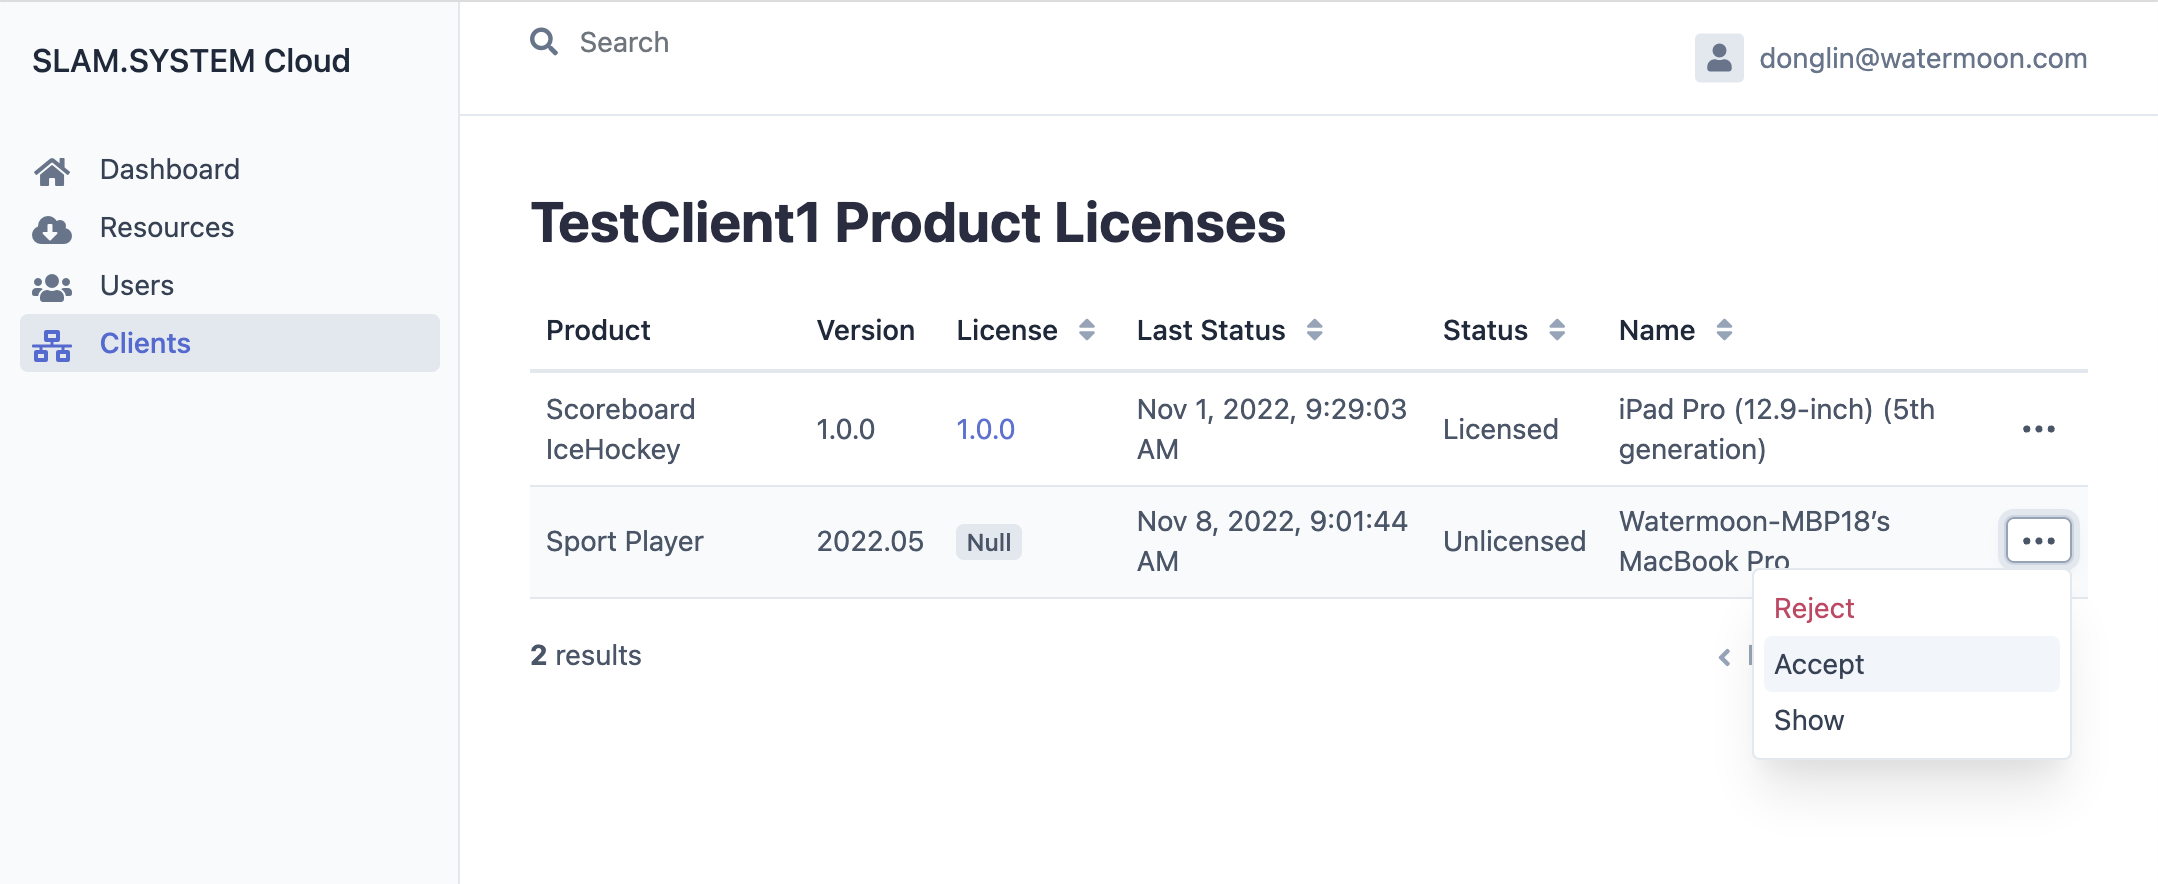 SLAM.SYSTEM Cloud
Search
donglin@watermoon.com
Dashboard
Resources
Users
Clients
TestClient1 Product Licenses
Product Version License Last Status Status Name
Scoreboard IceHockey 1.0.0 1.0.0 Nov 1, 2022, 9:29:03 AM Licensed iPad Pro (12.9-inch) (5th generation)
Sport Player 2022.05 Null Nov 8, 2022, 9:01:44 AM Unlicensed Watermoon-MBP18’s MacBook Pro
Reject
Accept
Show
2 results